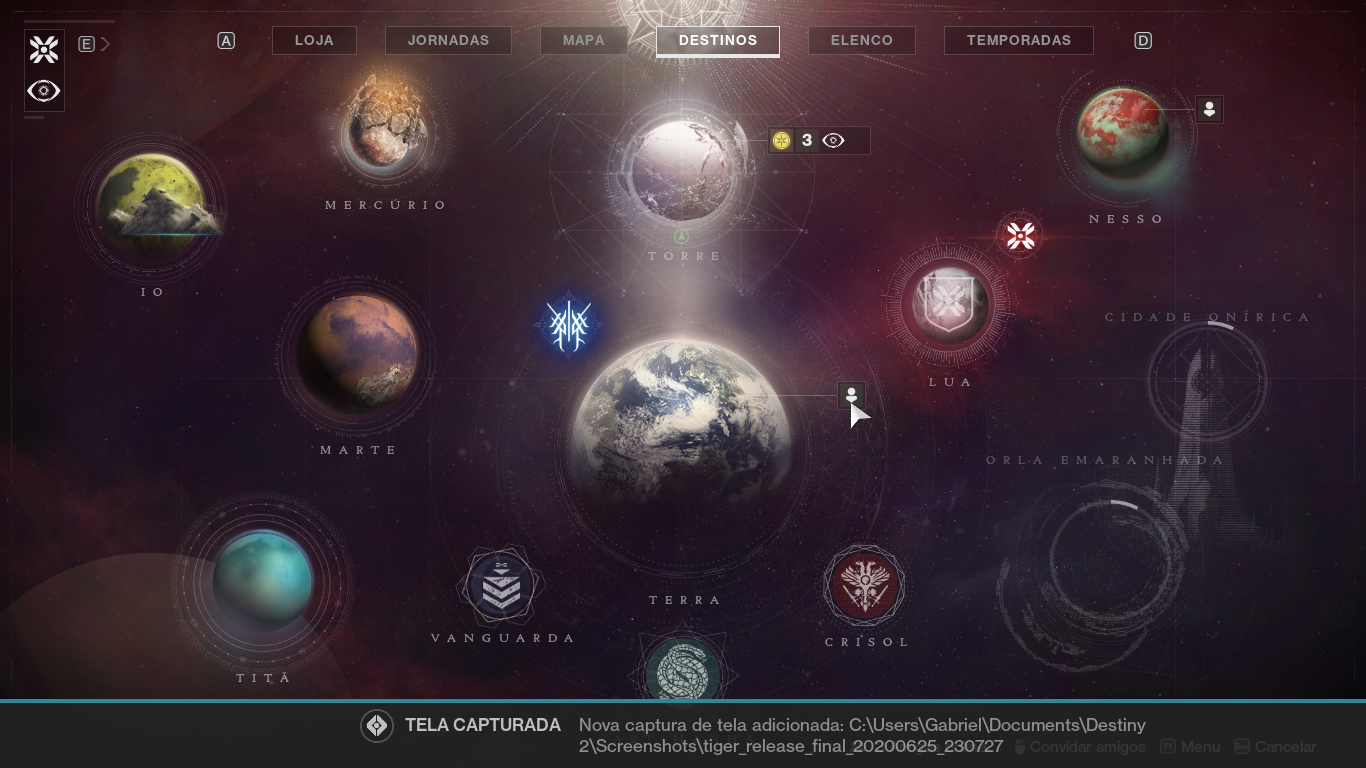 E
A
LOJA
JORNADAS
MAPA
DESTINOS
ELENCO
TEMPORADAS
D
MERCÚRIO
3
NESSO
IO
TORRE
CIDADE ONÍRICA
LUA
MARTE
ORLA EMARANHADA
TERRA
VANGUARDA
CRISOL
TITÃ
TELA CAPTURADA
Nova captura de tela adicionada: C:\Users\Gabriel\Documents\Destiny
2\Screenshots\tiger_release_final_20200625_230727
Convidar amigos
F1 Menu
Cancelar